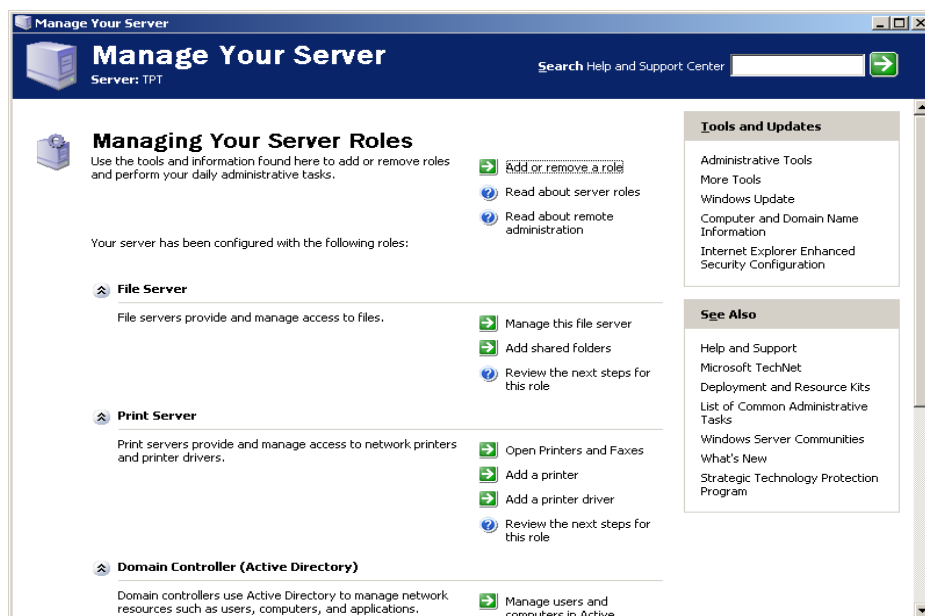 Manage Your Server
Manage Your Server
Server: TPT
Search Help and Support Center
Managing Your Server Roles
Use the tools and information found here to add or remove roles
and perform your daily administrative tasks.
Add or remove a role
Read about server roles
Read about remote
administration
Your server has been configured with the following roles:
File Server
File servers provide and manage access to files.
Manage this file server
Add shared folders
Review the next steps for
this role
Print Server
Print servers provide and manage access to network printers
and printer drivers.
Open Printers and Faxes
Add a printer
Add a printer driver
Review the next steps for
this role
Domain Controller (Active Directory)
Domain controllers use Active Directory to manage network
resources such as users, computers, and applications.
Manage users and
computers in Active
Tools and Updates
Administrative Tools
More Tools
Windows Update
Computer and Domain Name
Information
Internet Explorer Enhanced
Security Configuration
See Also
Help and Support
Microsoft TechNet
Deployment and Resource Kits
List of Common Administrative
Tasks
Windows Server Communities
What's New
Strategic Technology Protection
Program